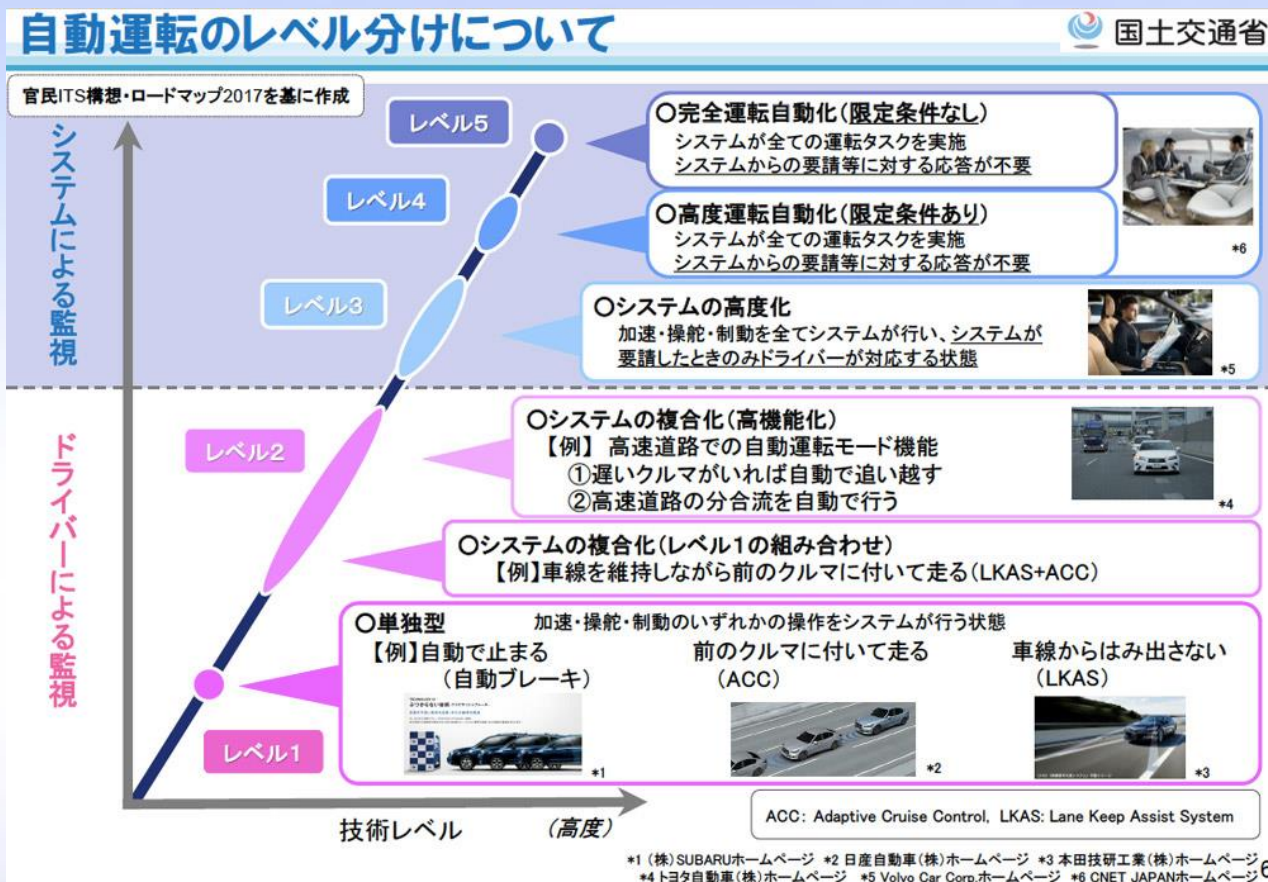 自動運転のレベル分けについて
国土交通省
官民ITS構想・ロードマップ2017を基に作成
システムによる監視
ドライバーによる監視
レベル5
○完全運転自動化(限定条件なし)
システムが全ての運転タスクを実施
システムからの要請等に対する応答が不要
レベル4
○高度運転自動化(限定条件あり)
システムが全ての運転タスクを実施
システムからの要請等に対する応答が不要
*6
レベル3
○システムの高度化
加速・操舵・制動を全てシステムが行い、システムが
要請したときのみドライバーが対応する状態
*5
レベル2
○システムの複合化(高機能化)
【例】 高速道路での自動運転モード機能
①遅いクルマがいれば自動で追い越す
②高速道路の分合流を自動で行う
*4
○システムの複合化(レベル1の組み合わせ)
【例】車線を維持しながら前のクルマに付いて走る(LKAS+ACC)
レベル1
○単独型 加速・操舵・制動のいずれかの操作をシステムが行う状態
【例】自動で止まる
(自動ブレーキ)
*1
前のクルマに付いて走る
(ACC)
*2
車線からはみ出さない
(LKAS)
*3
技術レベル (高度)
ACC: Adaptive Cruise Control, LKAS: Lane Keep Assist System
*1 (株)SUBARUホームページ *2 日産自動車(株)ホームページ *3 本田技研工業(株)ホームページ
*4 トヨタ自動車(株)ホームページ *5 Volvo Car Corp.ホームページ *6 CNET JAPANホームページ
6